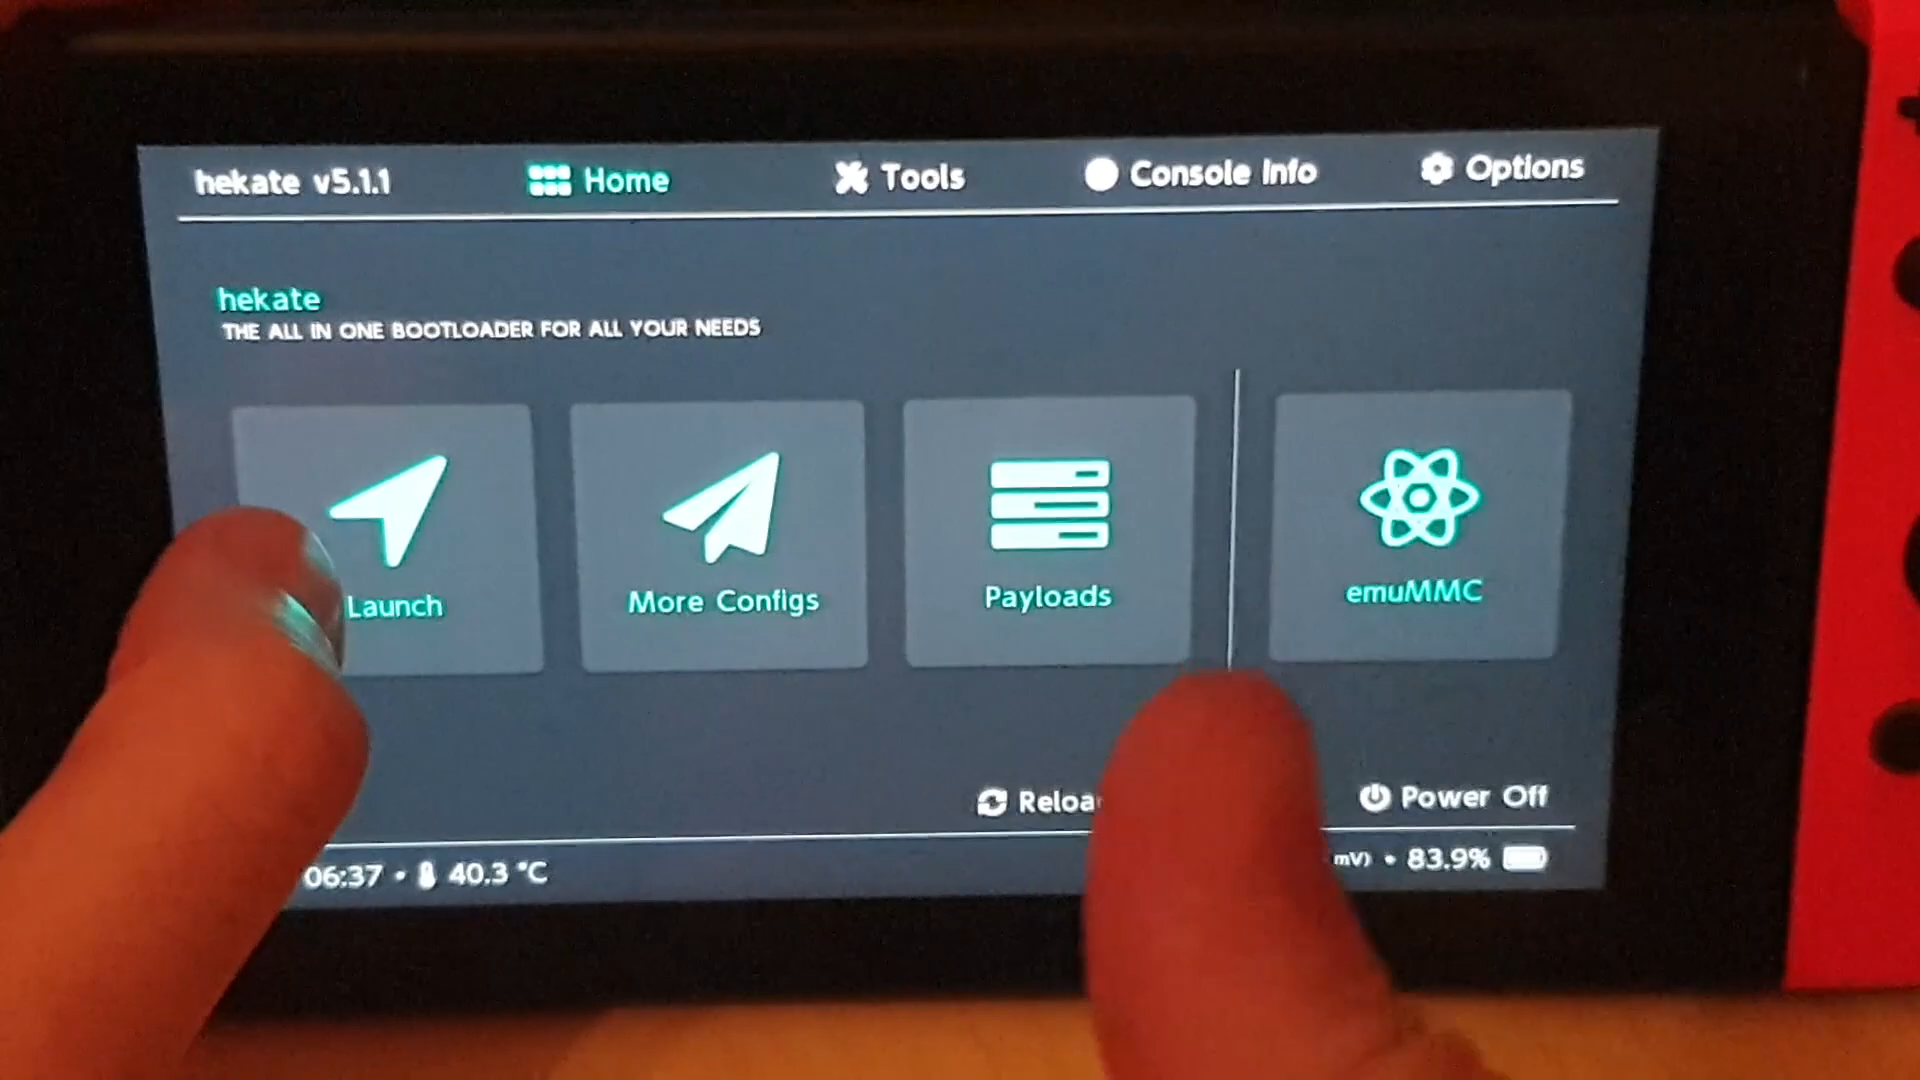 hekate v5.1.1 Home Tools Console Info Options
hekate
THE ALL IN ONE BOOTLOADER FOR ALL YOUR NEEDS
Launch More Configs Payloads emuMMC
Power Off
06:37 • 40.3 °C mV) • 83.9%